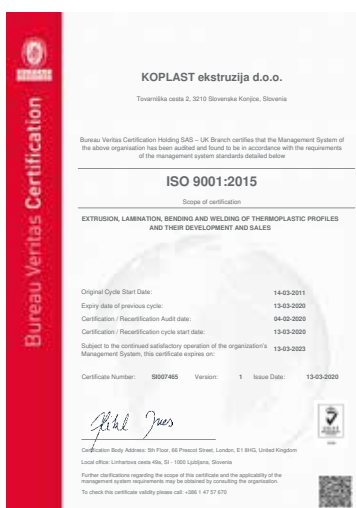 Bureau Veritas Certification
KOPLAST ekstruzija d.o.o.
Tovarniška cesta 2, 3210 Slovenske Konjice, Slovenia
Bureau Veritas Certification Holding SAS – UK Branch certifies that the Management System of
the above organisation has been audited and found to be in accordance with the requirements
of the management system standards detailed below
ISO 9001:2015
Scope of certification
EXTRUSION, LAMINATION, BENDING AND WELDING OF THERMOPLASTIC PROFILES
AND THEIR DEVELOPMENT AND SALES
Original Cycle Start Date: 14-03-2011
Expiry date of previous cycle: 13-03-2020
Certification / Recertification Audit date: 04-02-2020
Certification / Recertification cycle start date: 13-03-2020
Subject to the continued satisfactory operation of the organization's
Management System, this certificate expires on: 13-03-2023
Certificate Number: SI007465 Version: 1 Issue Date: 13-03-2020
Certification Body Address: 5th Floor, 66 Prescot Street, London, E1 8HG, United Kingdom
Local office: Linhartova cesta 49a, SI - 1000 Ljubljana, Slovenia
Further clarifications regarding the scope of this certificate and the applicability of the
management system requirements may be obtained by consulting the organisation.
To check this certificate validity please call: +386 1 47 57 670